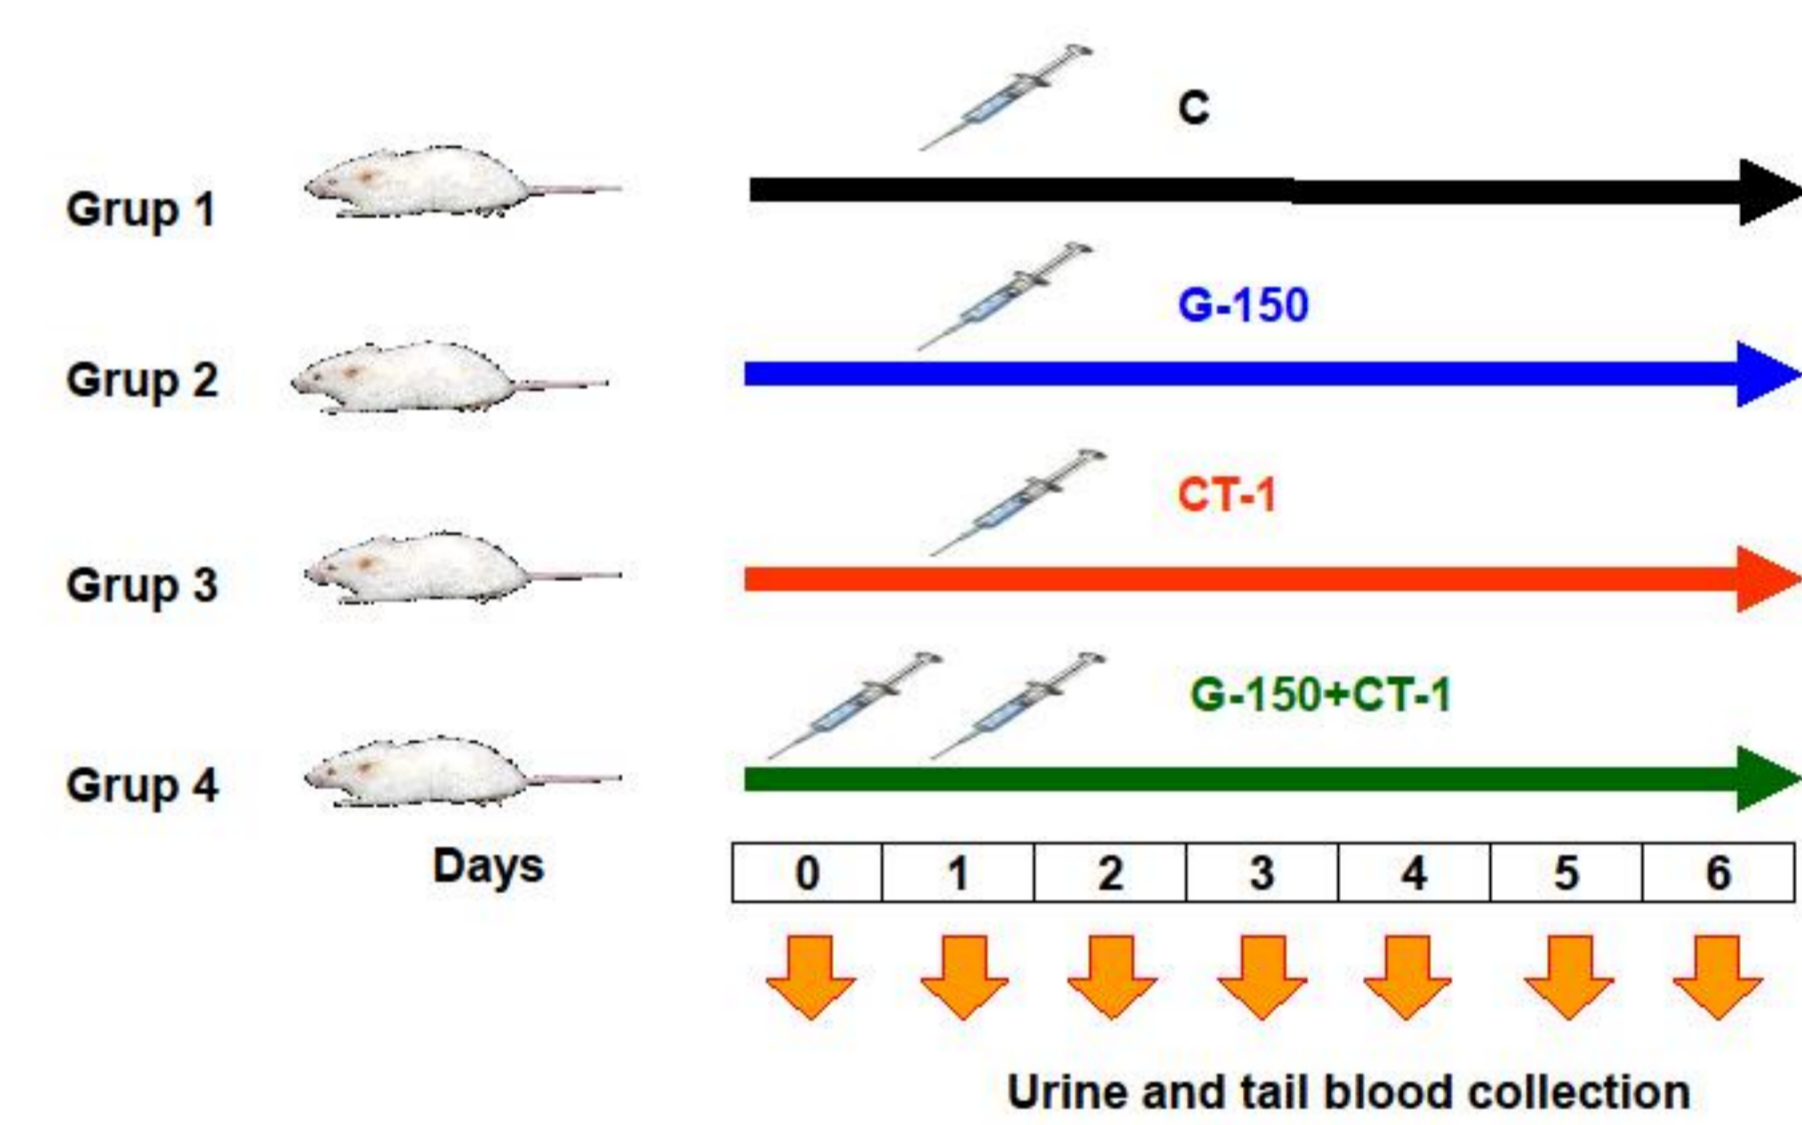 C
Grup 1
G-150
Grup 2
CT-1
Grup 3
G-150+CT-1
Grup 4
Days 0 1 2 3 4 5 6
Urine and tail blood collection